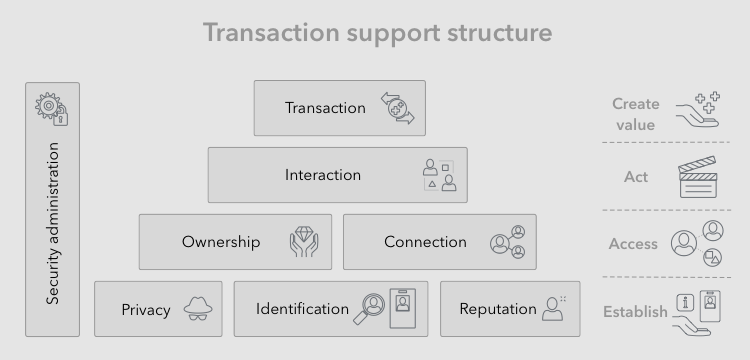 Transaction support structure
Security administration
Transaction
Create
value
Interaction
Act
Ownership
Connection
Access
Privacy
Identification
Reputation
Establish